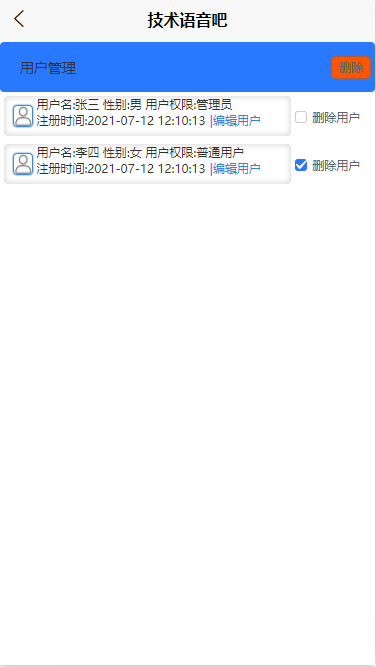 技术语音吧
用户管理
删除
用户名:张三 性别:男 用户权限:管理员
注册时间:2021-07-12 12:10:13 |编辑用户
删除用户
用户名:李四 性别:女 用户权限:普通用户
注册时间:2021-07-12 12:10:13 |编辑用户
删除用户